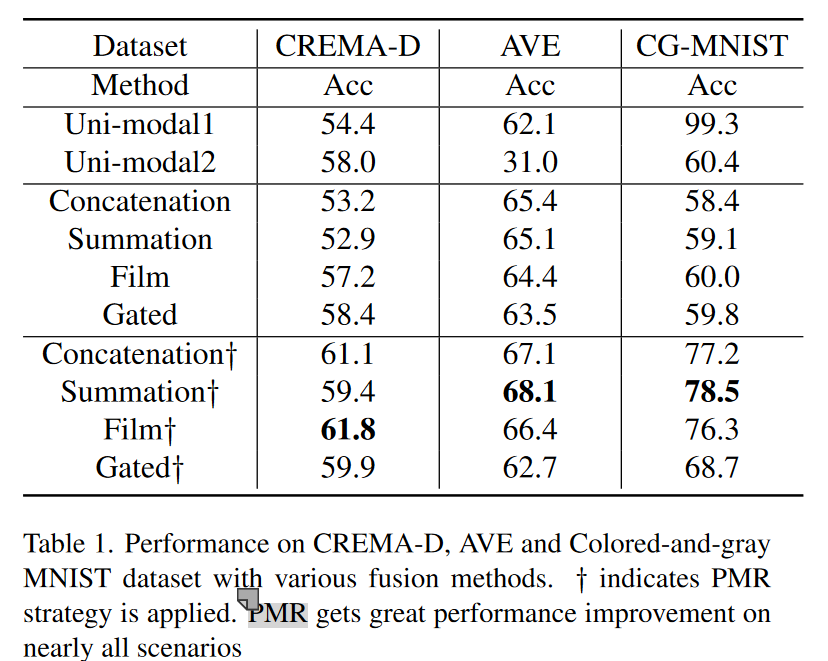 Dataset CREMA-D AVE CG-MNIST
Method Acc Acc Acc
Uni-modal1 54.4 62.1 99.3
Uni-modal2 58.0 31.0 60.4
Concatenation 53.2 65.4 58.4
Summation 52.9 65.1 59.1
Film 57.2 64.4 60.0
Gated 58.4 63.5 59.8
Concatenation† 61.1 67.1 77.2
Summation† 59.4 68.1 78.5
Film† 61.8 66.4 76.3
Gated† 59.9 62.7 68.7
Table 1. Performance on CREMA-D, AVE and Colored-and-gray
MNIST dataset with various fusion methods. † indicates PMR
strategy is applied. PMR gets great performance improvement on
nearly all scenarios